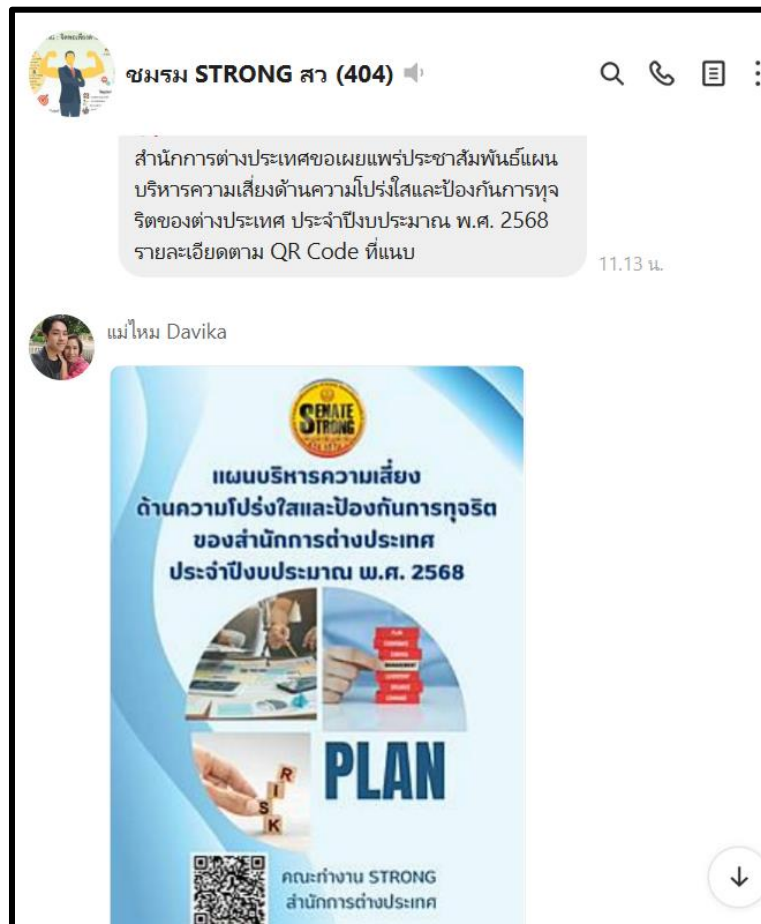 ชมรม STRONG สว (404)
สำนักการต่างประเทศขอเผยแพร่ประชาสัมพันธ์แผน
บริหารความเสี่ยงด้านความโปร่งใสและป้องกันการทุจ
ริตของต่างประเทศ ประจำปีงบประมาณ พ.ศ. 2568
รายละเอียดตาม QR Code ที่แนบ
11.13 น.
แม่ไหม Davika
SENATE
STRONG
แผนบริหารความเสี่ยง
ด้านความโปร่งใสและป้องกันการทุจริต
ของสำนักการต่างประเทศ
ประจำปีงบประมาณ พ.ศ. 2568
MANAGEMENT
PLAN
RISK
คณะทำงาน STRONG
สำนักการต่างประเทศ